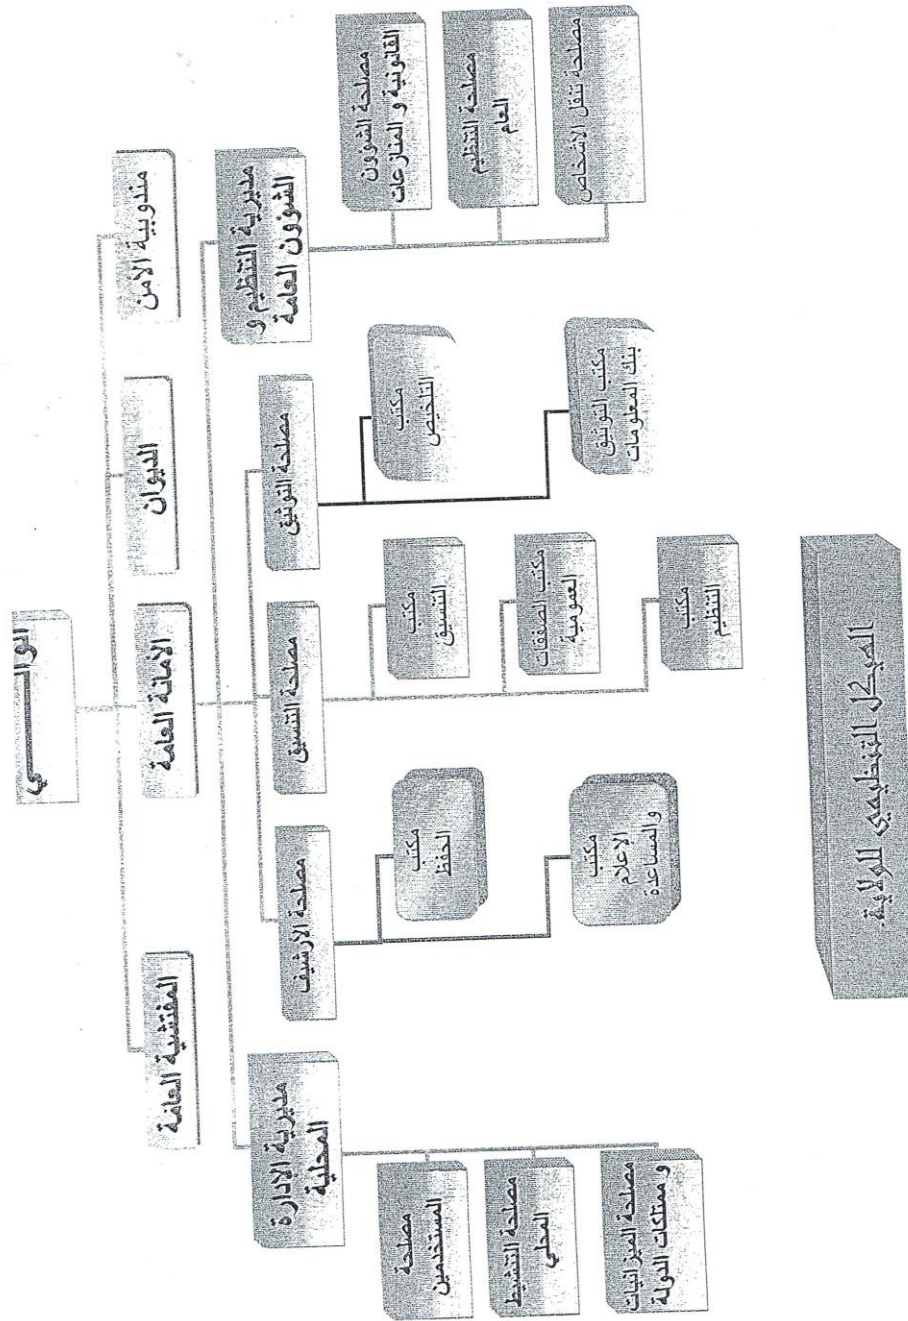 الوالـــــــي
مندوبية الأمن
الديوان
الأمانة العامة
المفتشية العامة
مديرية التنظيم و
الشؤون العامة
مصلحة الشؤون
القانونية و المنازعات
مصلحة التنظيم
العام
مصلحة تنقل الاشخاص
مصلحة التوثيق
مكتب
التلخيص
مكتب التوثيق
بنك المعلومات
مصلحة التنسيق
مكتب
التنسيق
مكتب الصفقات
العمومية
مكتب
التنظيم
مصلحة الأرشيف
مكتب
الحفظ
مكتب
الإعلام
والمساعدة
مديرية الإدارة
المحلية
مصلحة
المستخدمين
مصلحة التنشيط
المحلي
مصلحة الميزانيات
و ممتلكات الدولة
الهيكل التنظيمي للولاية.